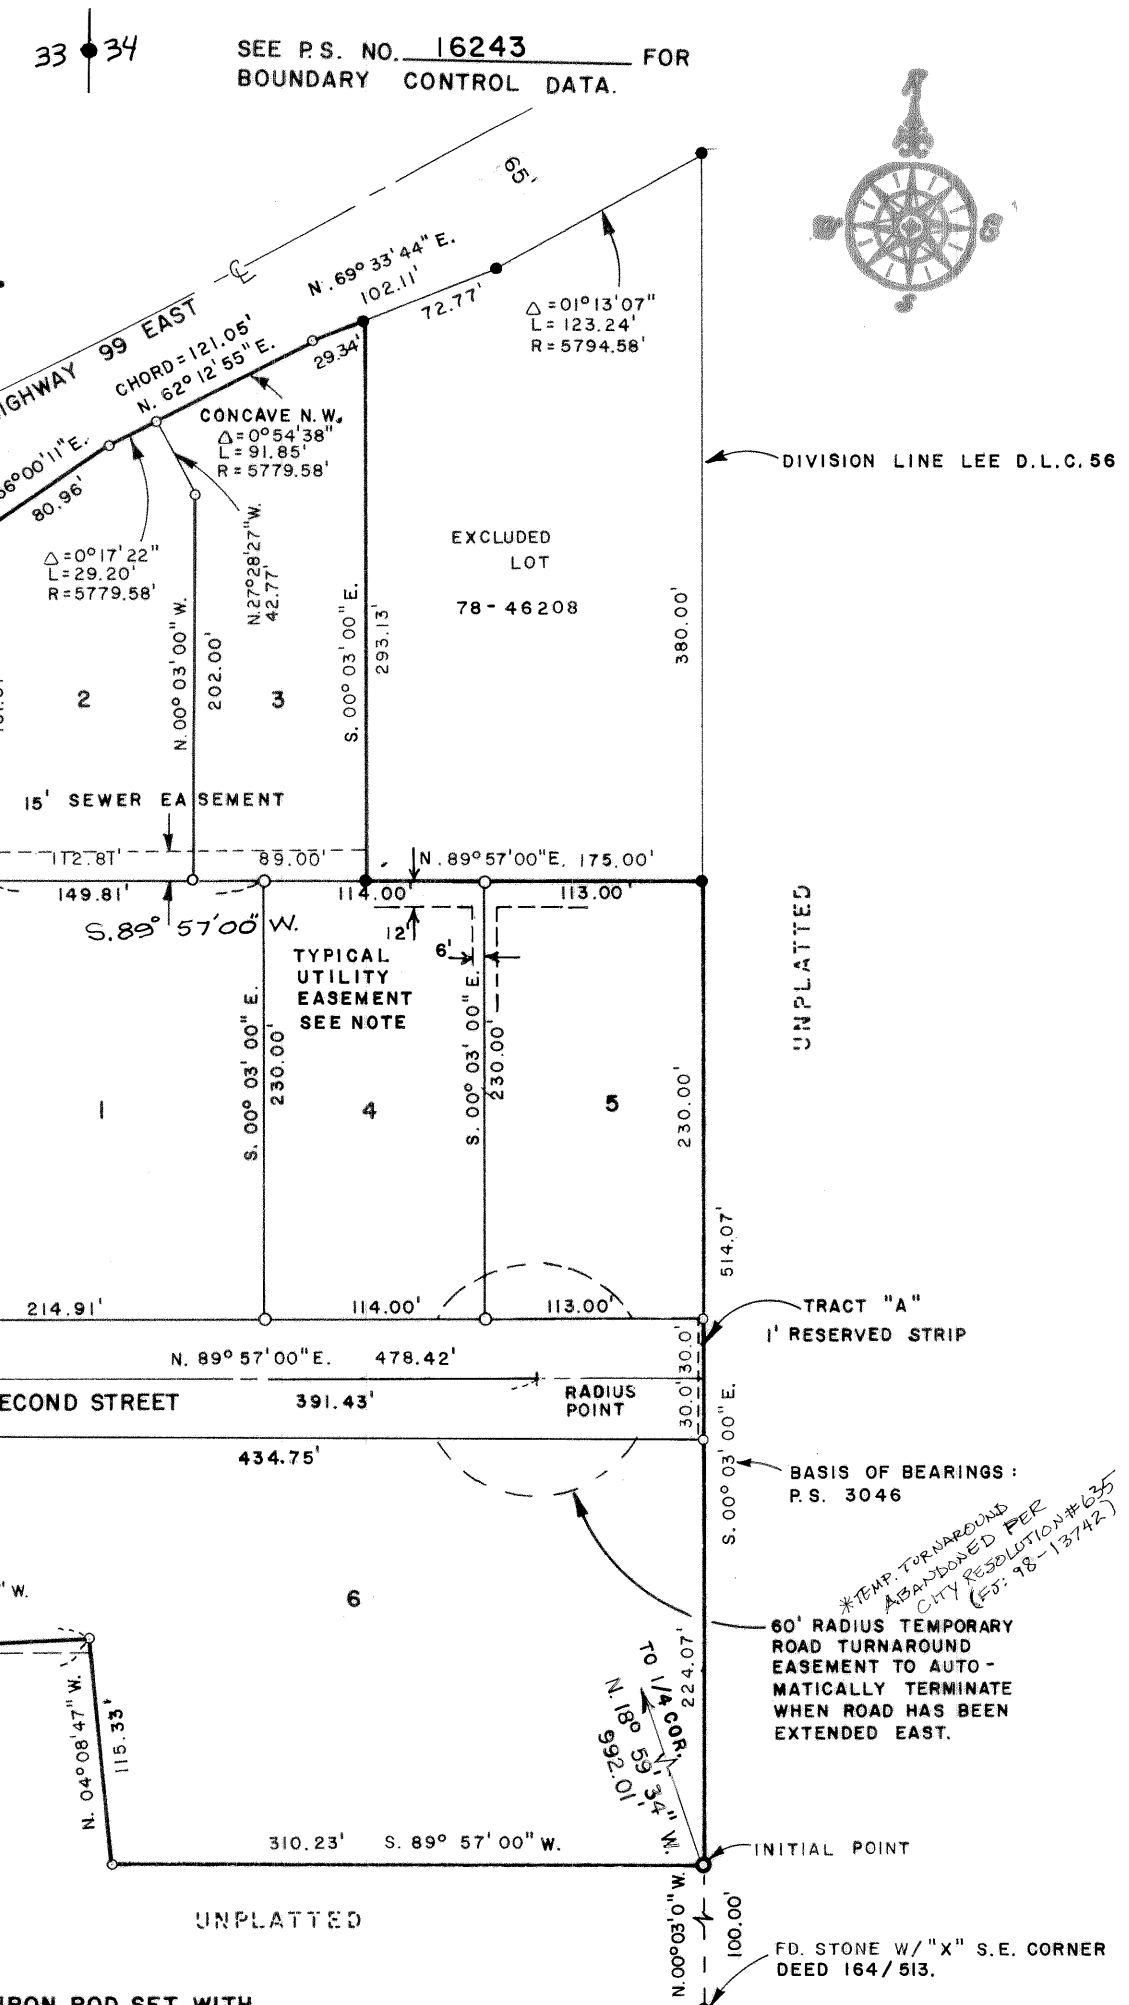 33 34
SEE P.S. NO. 16243 FOR
BOUNDARY CONTROL DATA.
N
W
E
S
65'
℄
HIGHWAY 99 EAST
N. 69° 33' 44" E.
102.11'
72.77'
29.34'
Δ = 01° 13' 07"
L = 123.24'
R = 5794.58'
CHORD = 121.05'
N. 62° 12' 55" E.
CONCAVE N.W.
Δ = 0° 54' 38"
L = 91.85'
R = 5779.58'
56° 00' 11" E.
80.96'
Δ = 0° 17' 22"
L = 29.20'
R = 5779.58'
N. 27° 28' 27" W.
42.77'
DIVISION LINE LEE D.L.C. 56
EXCLUDED
LOT
78-46208
N. 00° 03' 00" W.
202.00'
S. 00° 03' 00" E.
293.13'
380.00'
2
3
15' SEWER EASEMENT
112.81'
89.00'
N. 89° 57' 00" E. 175.00'
149.81'
114.00'
113.00'
S. 89° 57' 00" W.
12'
6'
TYPICAL
UTILITY
EASEMENT
SEE NOTE
UNPLATTED
S. 00° 03' 00" E.
230.00'
S. 00° 03' 00" E.
230.00'
230.00'
1
4
5
514.07'
214.91'
114.00'
113.00'
TRACT "A"
1' RESERVED STRIP
N. 89° 57' 00" E. 478.42'
30.0'
30.0'
ECOND STREET
391.43'
RADIUS
POINT
434.75'
S. 00° 03' 00" E.
BASIS OF BEARINGS :
P.S. 3046
*TEMP. TURNAROUND
ABANDONED PER
CITY RESOLUTION #635
(FJ: 98-13742)
" W.
6
60' RADIUS TEMPORARY
ROAD TURNAROUND
EASEMENT TO AUTO-
MATICALLY TERMINATE
WHEN ROAD HAS BEEN
EXTENDED EAST.
224.07'
TO 1/4 COR.
N. 18° 59' 34" W.
992.01'
N. 04° 08' 47" W.
115.33'
310.23' S. 89° 57' 00" W.
INITIAL POINT
UNPLATTED
N. 00° 03' 0" W.
100.00'
FD. STONE W/ "X" S.E. CORNER
DEED 164/513.
IRON ROD SET WITH